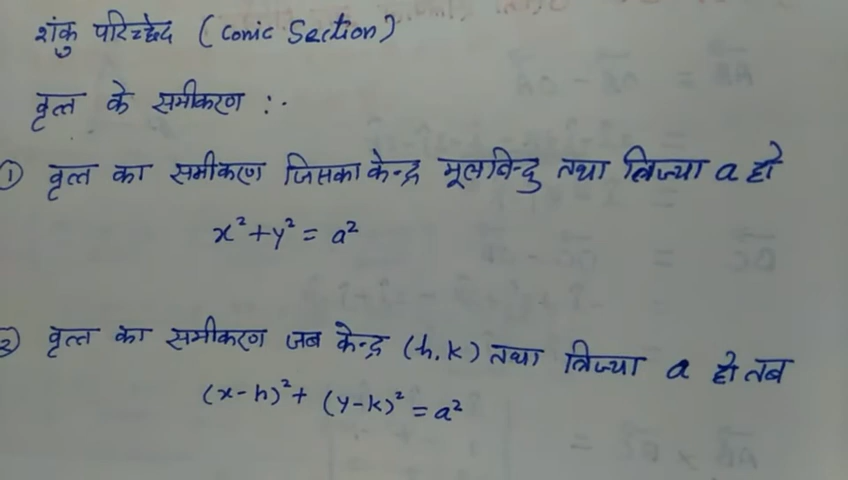 शंकु परिच्छेद (Conic Section)
वृत्त के समीकरण :.
① वृत्त का समीकरण जिसका केन्द्र मूलविन्दु तथा त्रिज्या a हो
x² + y² = a²
② वृत्त का समीकरण जब केन्द्र (h, k) तथा त्रिज्या a हो तब
(x-h)² + (y-k)² = a²